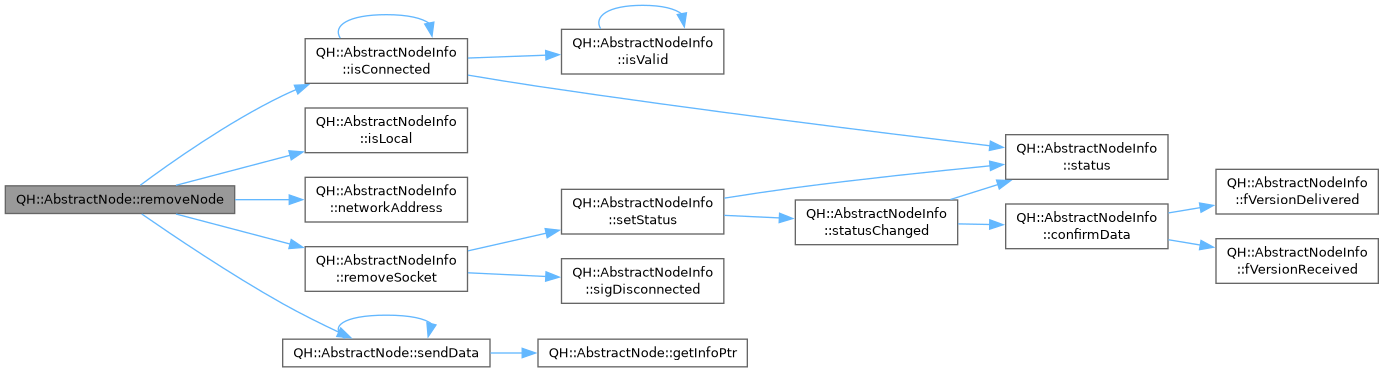 QH::AbstractNode::removeNode
QH::AbstractNodeInfo
::isConnected
QH::AbstractNodeInfo
::isValid
QH::AbstractNodeInfo
::isLocal
QH::AbstractNodeInfo
::networkAddress
QH::AbstractNodeInfo
::removeSocket
QH::AbstractNodeInfo
::setStatus
QH::AbstractNodeInfo
::sigDisconnected
QH::AbstractNodeInfo
::statusChanged
QH::AbstractNodeInfo
::status
QH::AbstractNodeInfo
::confirmData
QH::AbstractNodeInfo
::fVersionDelivered
QH::AbstractNodeInfo
::fVersionReceived
QH::AbstractNode::sendData
QH::AbstractNode::getInfoPtr